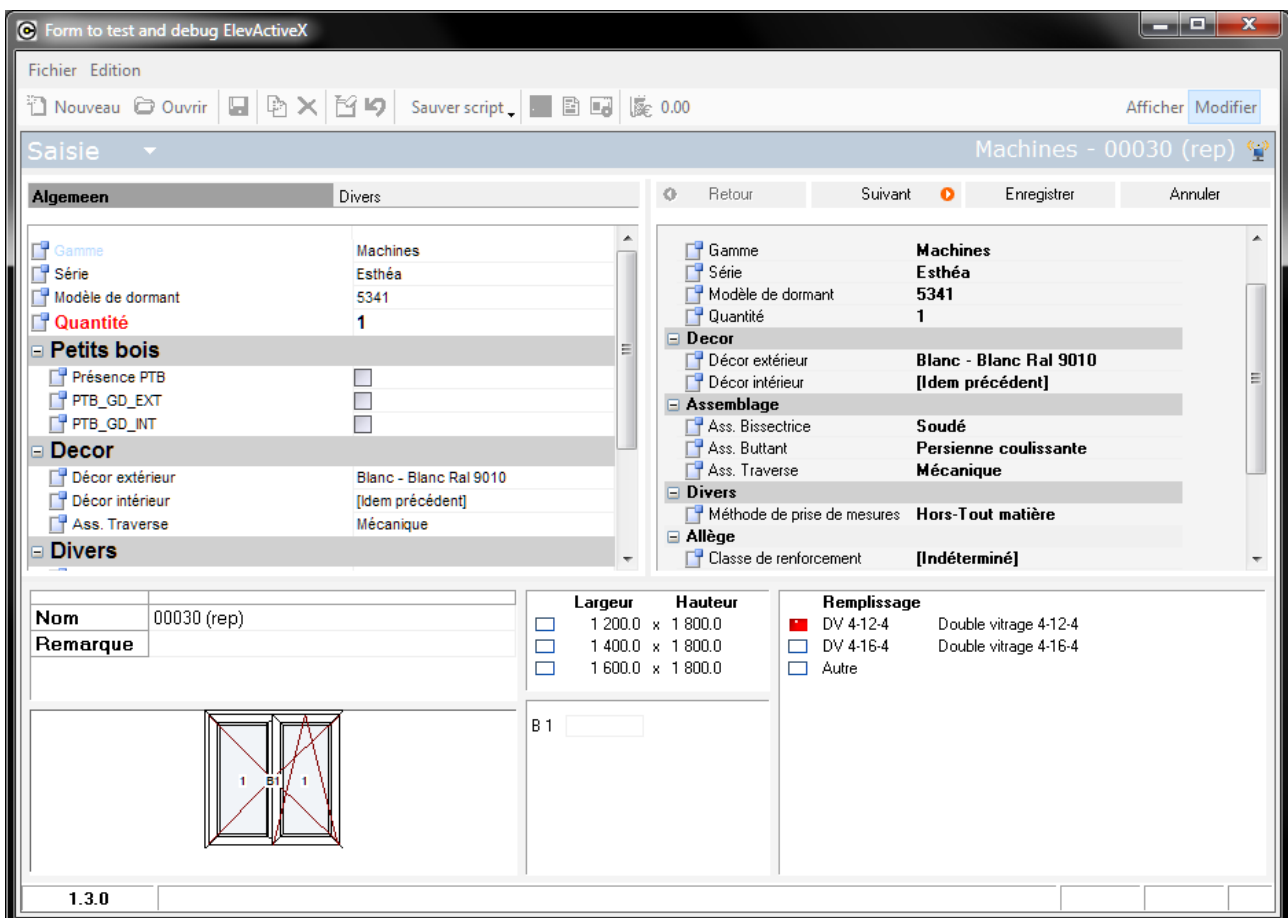 Form to test and debug ElevActiveX
Fichier Edition
Nouveau Ouvrir Sauver script 0.00 Afficher Modifier
Saisie Machines - 00030 (rep)
Algemeen Divers
Retour Suivant Enregistrer Annuler
Gamme Machines
Série Esthéa
Modèle de dormant 5341
Quantité 1
Petits bois
Présence PTB
PTB_GD_EXT
PTB_GD_INT
Decor
Décor extérieur Blanc - Blanc Ral 9010
Décor intérieur [Idem précédent]
Ass. Traverse Mécanique
Divers
Gamme Machines
Série Esthéa
Modèle de dormant 5341
Quantité 1
Decor
Décor extérieur Blanc - Blanc Ral 9010
Décor intérieur [Idem précédent]
Assemblage
Ass. Bissectrice Soudé
Ass. Buttant Persienne coulissante
Ass. Traverse Mécanique
Divers
Méthode de prise de mesures Hors-Tout matière
Allège
Classe de renforcement [Indéterminé]
Nom 00030 (rep)
Remarque
Largeur Hauteur
1 200.0 x 1 800.0
1 400.0 x 1 800.0
1 600.0 x 1 800.0
Remplissage
DV 4-12-4 Double vitrage 4-12-4
DV 4-16-4 Double vitrage 4-16-4
Autre
1 B1 1
B 1
1.3.0